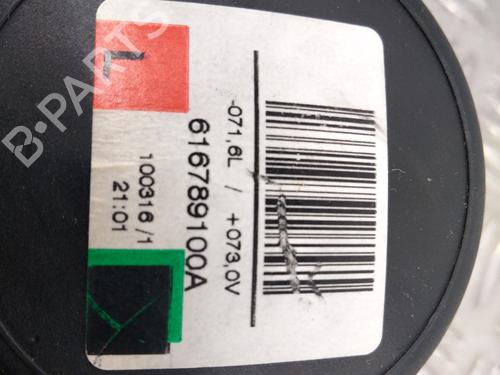 L
-071,6L / +073,0V
616789100A
100316 /1
21:01
B-PARTS